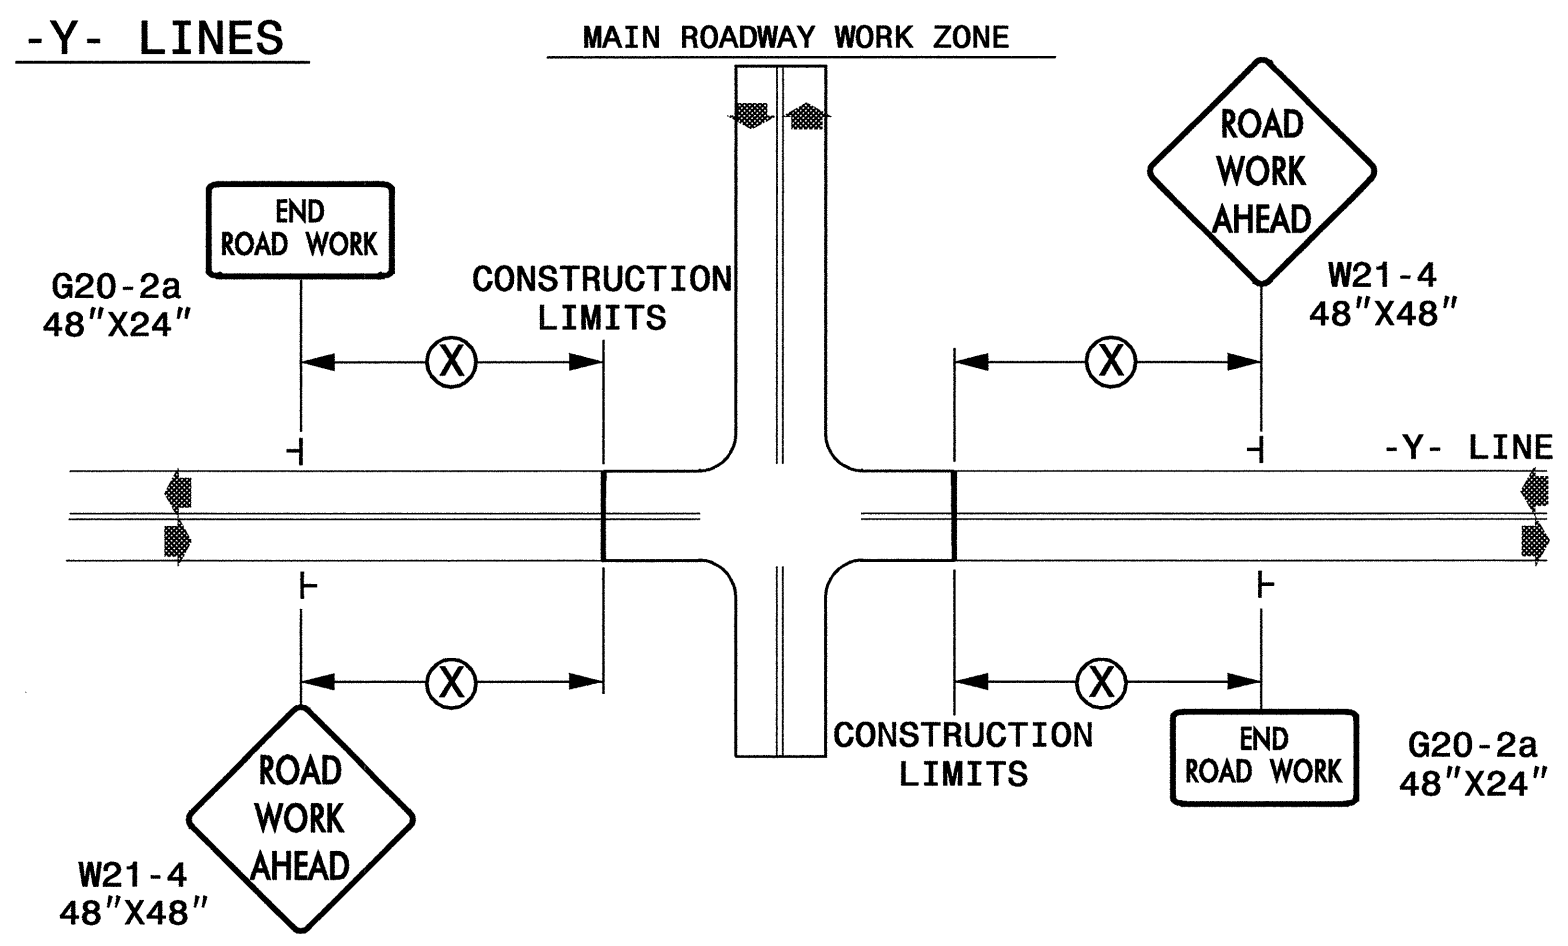 -Y- LINES
MAIN ROADWAY WORK ZONE
ROAD
WORK
AHEAD
W21-4
48"X48"
END
ROAD WORK
G20-2a
48"X24"
CONSTRUCTION
LIMITS
X
X
-Y- LINE
X
X
ROAD
WORK
AHEAD
W21-4
48"X48"
CONSTRUCTION
LIMITS
END
ROAD WORK
G20-2a
48"X24"